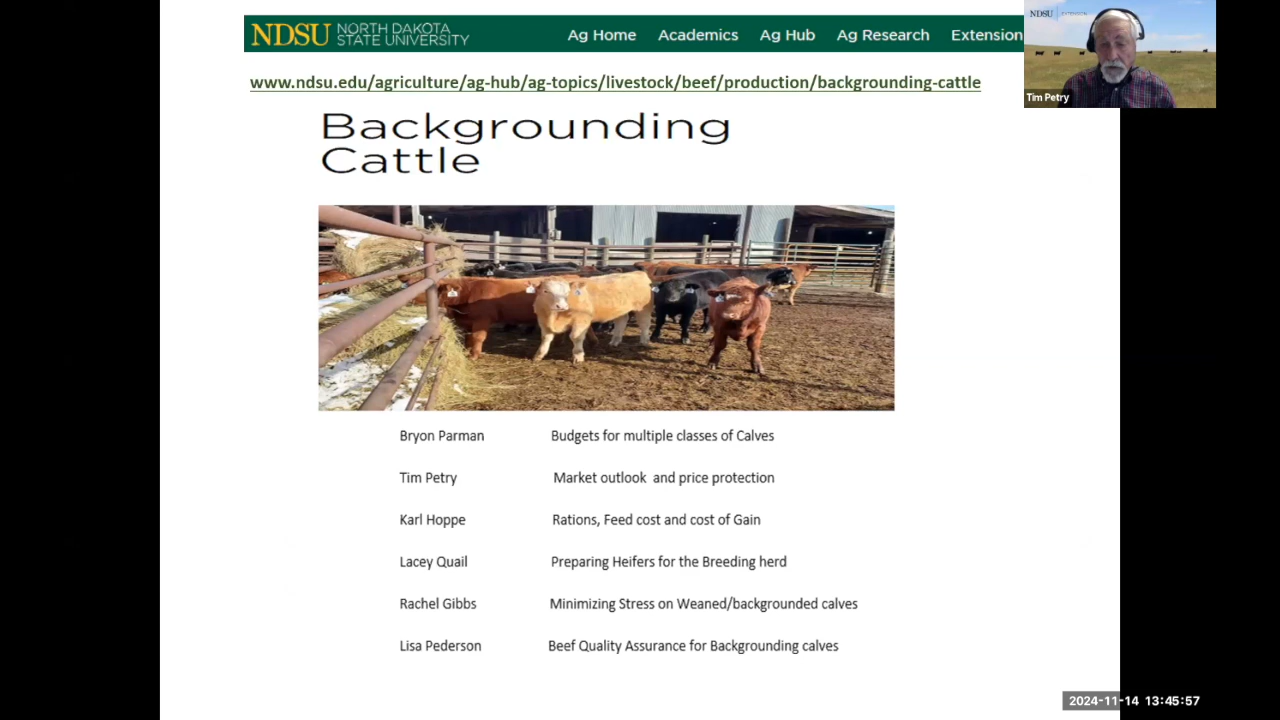 NDSU NORTH DAKOTA
STATE UNIVERSITY
Ag Home Academics Ag Hub Ag Research Extension
NDSU EXTENSION
Tim Petry
www.ndsu.edu/agriculture/ag-hub/ag-topics/livestock/beef/production/backgrounding-cattle
Backgrounding
Cattle
Bryon Parman Budgets for multiple classes of Calves
Tim Petry Market outlook and price protection
Karl Hoppe Rations, Feed cost and cost of Gain
Lacey Quail Preparing Heifers for the Breeding herd
Rachel Gibbs Minimizing Stress on Weaned/backgrounded calves
Lisa Pederson Beef Quality Assurance for Backgrounding calves
2024-11-14 13:45:57